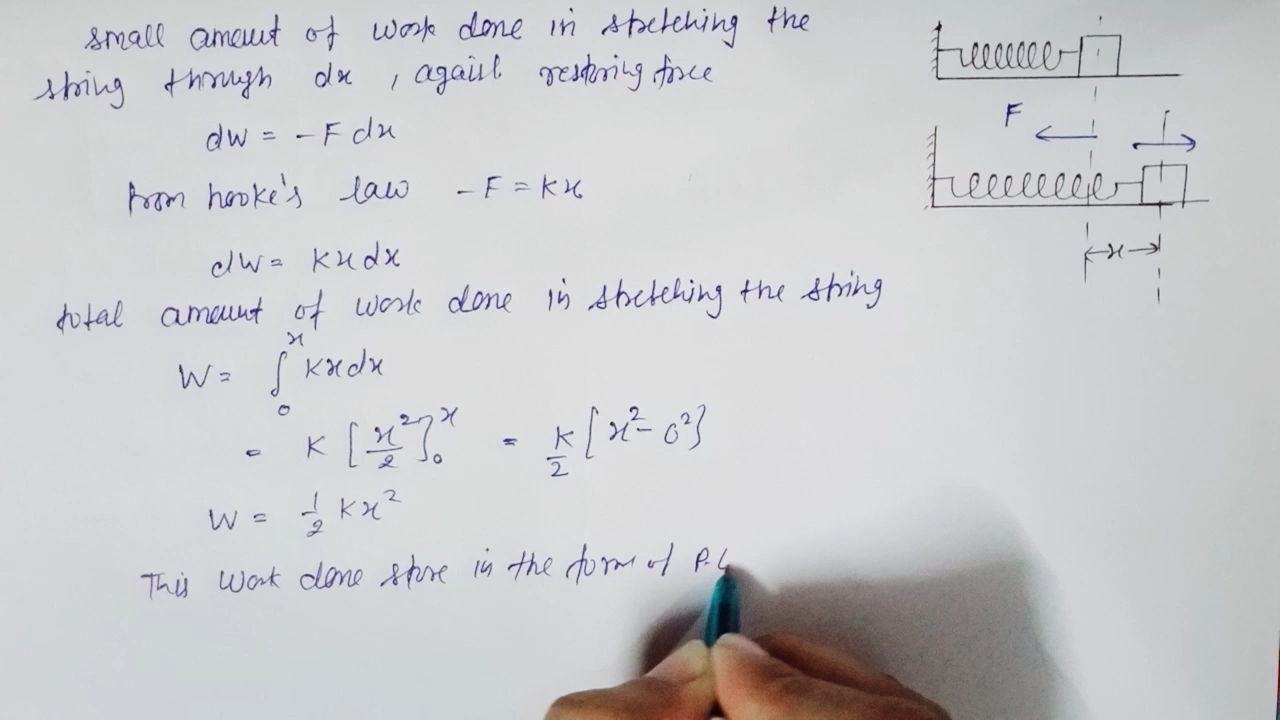 small amount of work done in stretching the
string through dx , agaist restoring force
dW = - F dx
from hooke's law - F = Kx
dW = Kx dx
total amount of work done in stretching the string
W = ∫₀ˣ Kx dx
= K [x²/2]₀ˣ = K/2 [x² - 0²}
W = 1/2 Kx²
This work done store in the form of P.
F
x